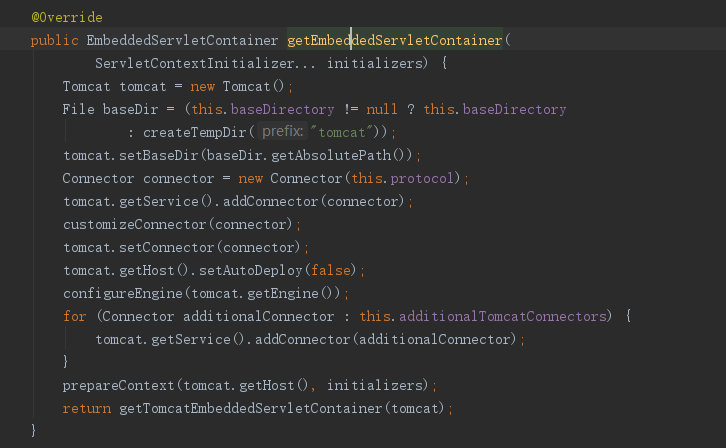 @Override
public EmbeddedServletContainer getEmbeddedServletContainer(
        ServletContextInitializer... initializers) {
    Tomcat tomcat = new Tomcat();
    File baseDir = (this.baseDirectory != null ? this.baseDirectory
            : createTempDir( prefix: "tomcat"));
    tomcat.setBaseDir(baseDir.getAbsolutePath());
    Connector connector = new Connector(this.protocol);
    tomcat.getService().addConnector(connector);
    customizeConnector(connector);
    tomcat.setConnector(connector);
    tomcat.getHost().setAutoDeploy(false);
    configureEngine(tomcat.getEngine());
    for (Connector additionalConnector : this.additionalTomcatConnectors) {
        tomcat.getService().addConnector(additionalConnector);
    }
    prepareContext(tomcat.getHost(), initializers);
    return getTomcatEmbeddedServletContainer(tomcat);
}